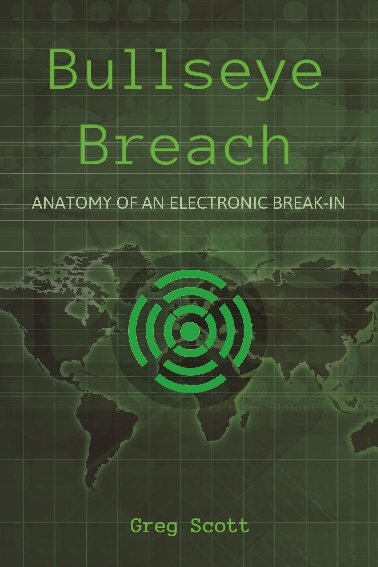 Bullseye
Breach
ANATOMY OF AN ELECTRONIC BREAK-IN
Greg Scott